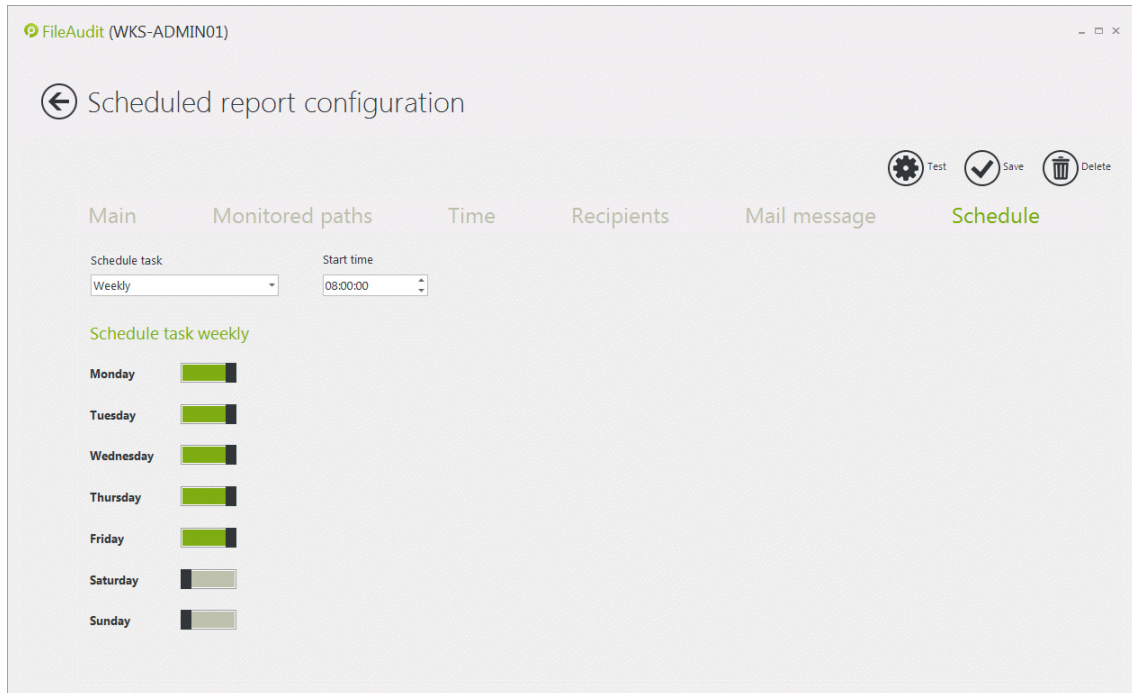 FileAudit (WKS-ADMIN01)
Scheduled report configuration
Test Save Delete
Main Monitored paths Time Recipients Mail message Schedule
Schedule task Start time
Weekly 08:00:00
Schedule task weekly
Monday
Tuesday
Wednesday
Thursday
Friday
Saturday
Sunday